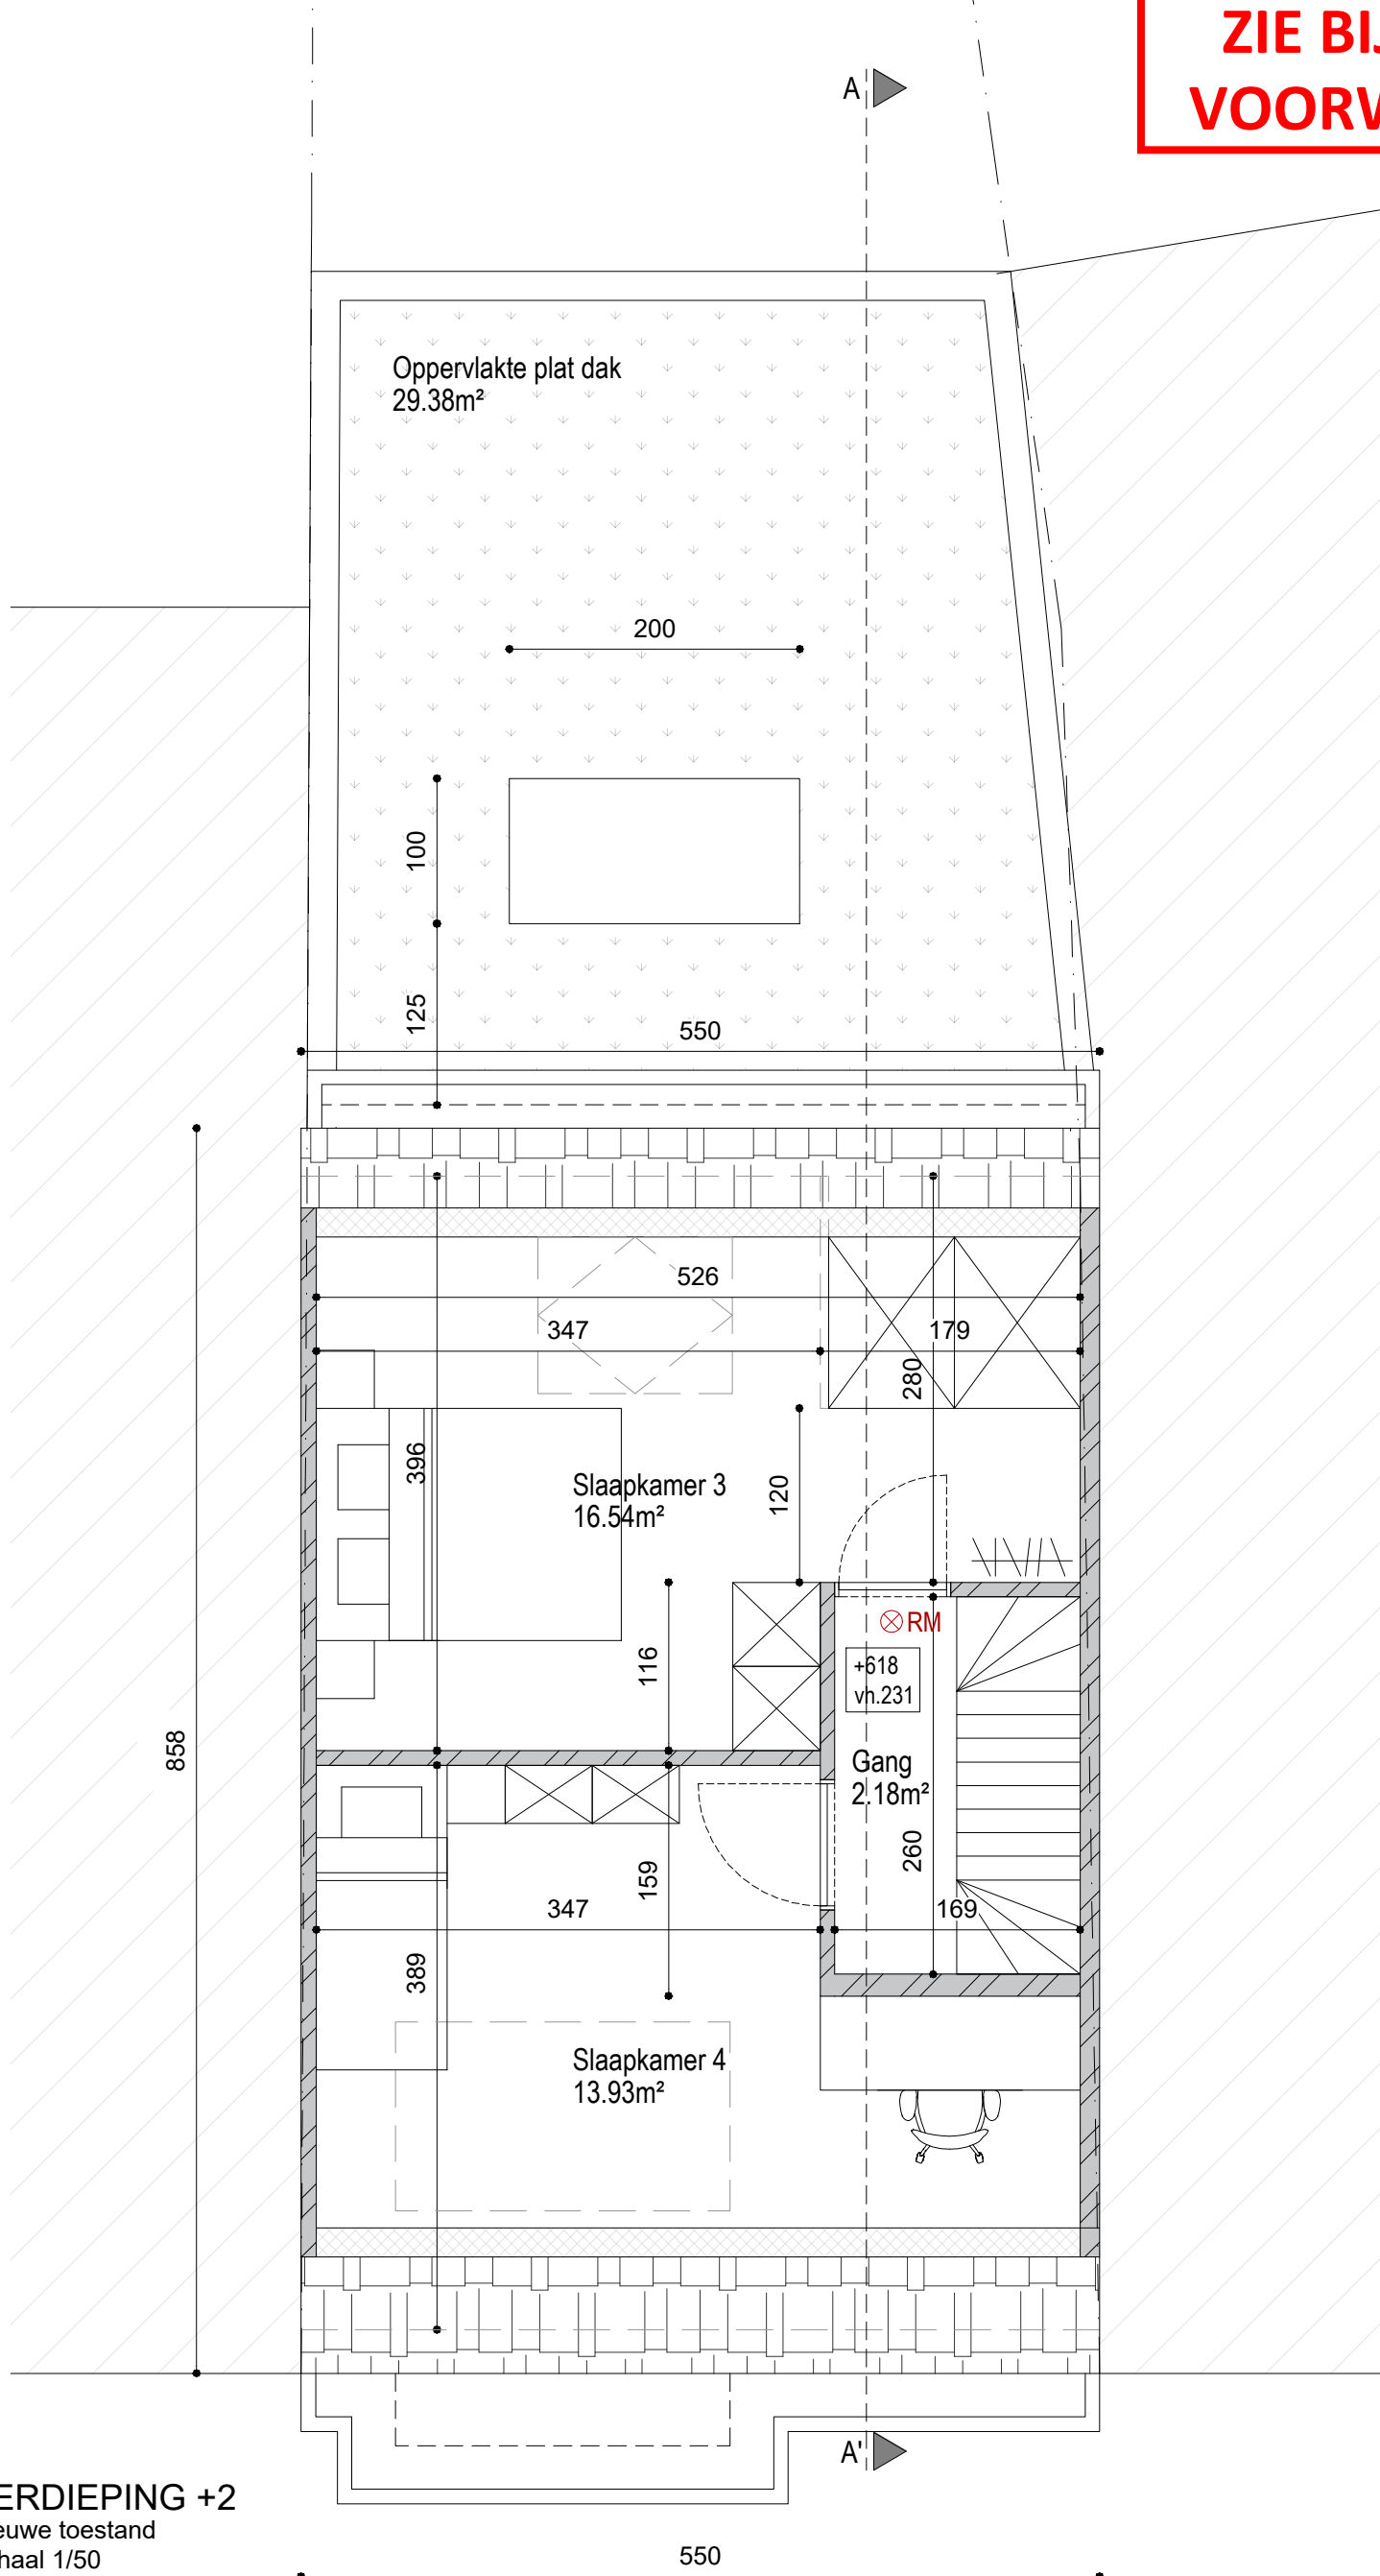 ZIE BIJ
VOORW
A
Oppervlakte plat dak
29.38m²
200
100
125
550
526
347
179
280
396
Slaapkamer 3
16.54m²
120
RM
+618
vh.231
116
858
Gang
2.18m²
260
159
347
169
389
Slaapkamer 4
13.93m²
A'
ERDIEPING +2
euwe toestand
haal 1/50
550